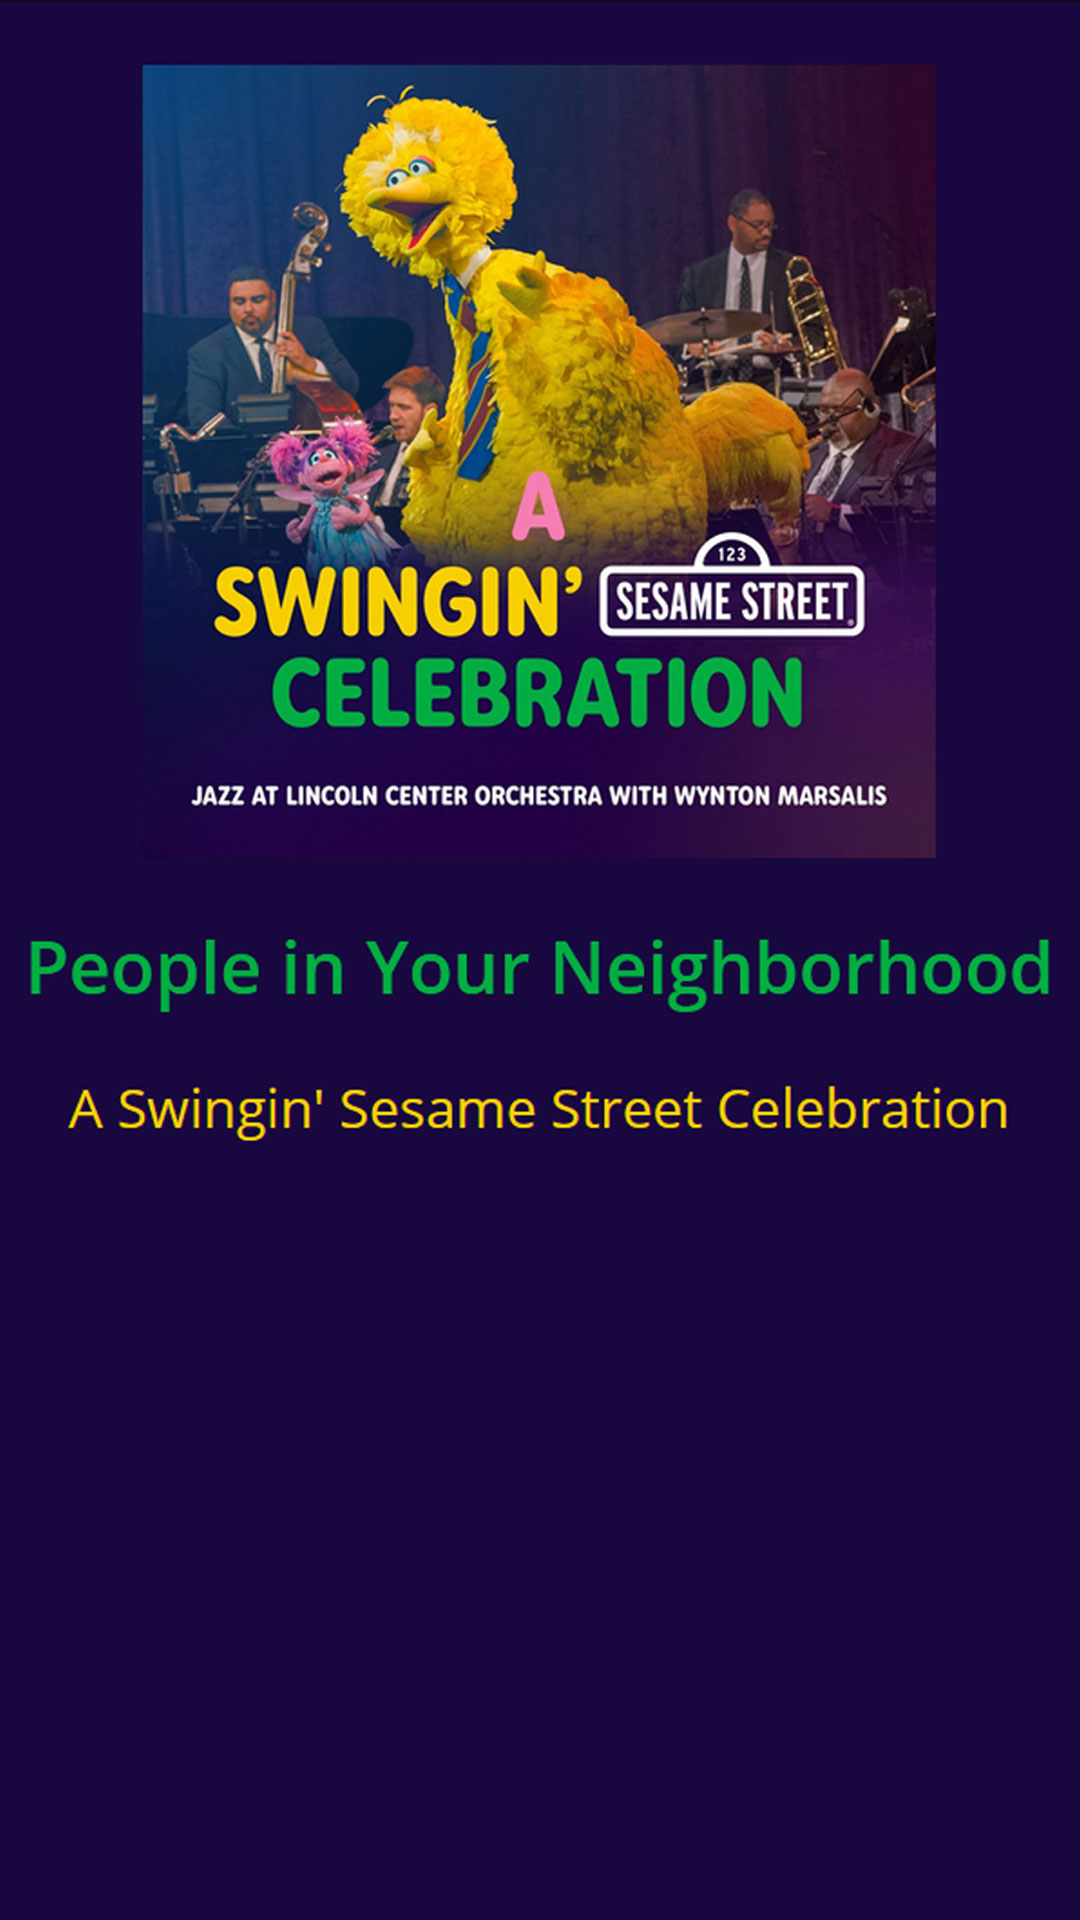 A
SWINGIN’ 123 SESAME STREET®
CELEBRATION
JAZZ AT LINCOLN CENTER ORCHESTRA WITH WYNTON MARSALIS
People in Your Neighborhood
A Swingin' Sesame Street Celebration